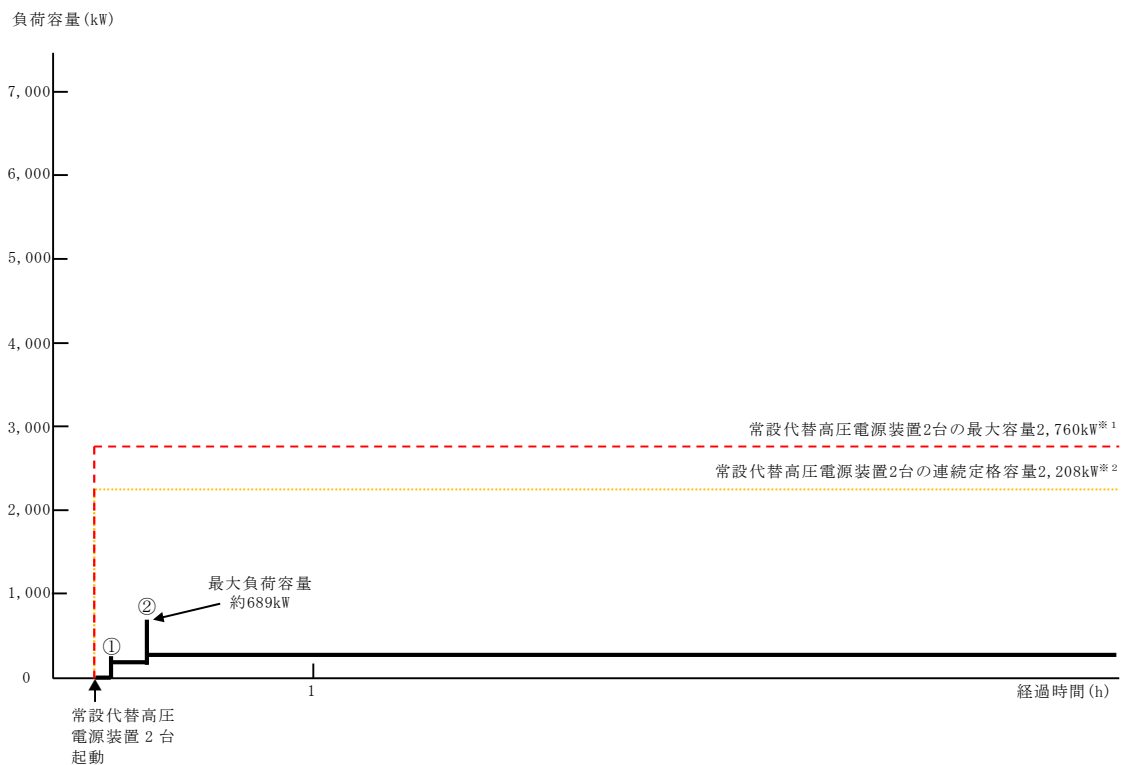 負荷容量(kW)
7,000
6,000
5,000
4,000
3,000
常設代替高圧電源装置2台の最大容量2,760kW※1
常設代替高圧電源装置2台の連続定格容量2,208kW※2
2,000
最大負荷容量
約689kW
1,000
②
①
0
1
経過時間(h)
常設代替高圧
電源装置2台
起動